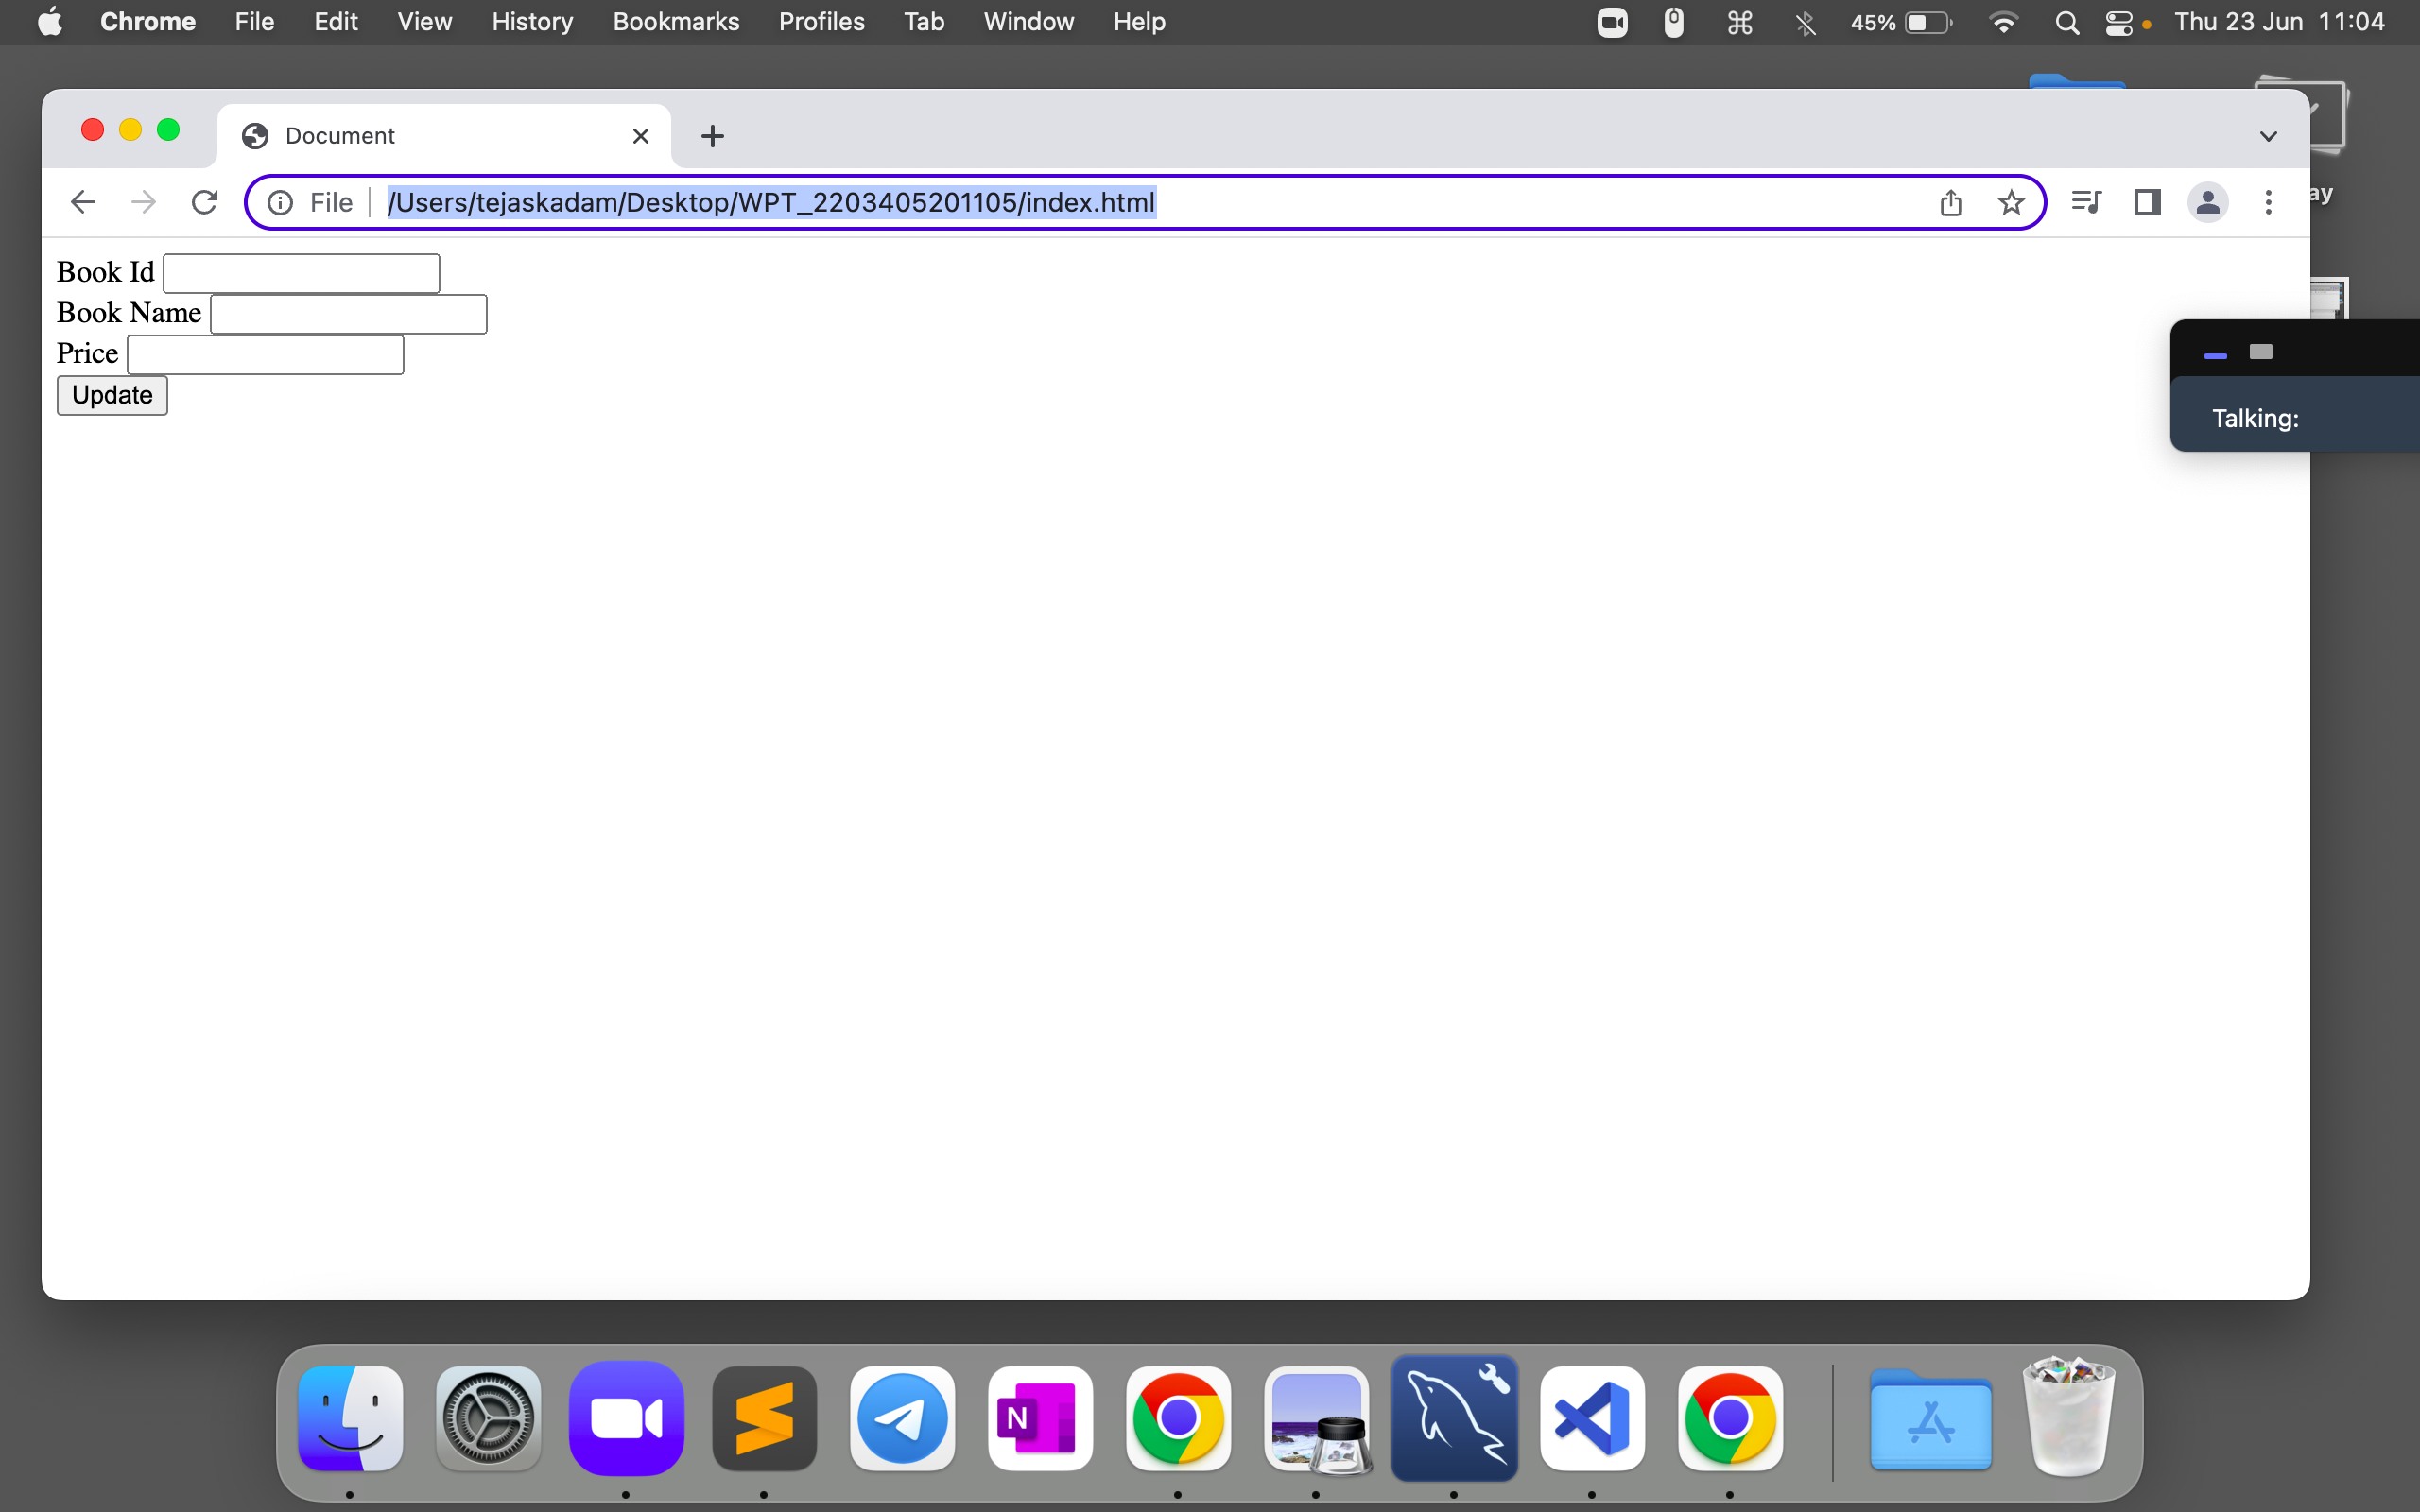 Chrome File Edit View History Bookmarks Profiles Tab Window Help 45% Thu 23 Jun 11:04
Document
File /Users/tejaskadam/Desktop/WPT_2203405201105/index.html
ay
Book Id
Book Name
Price
Update
Talking:
N